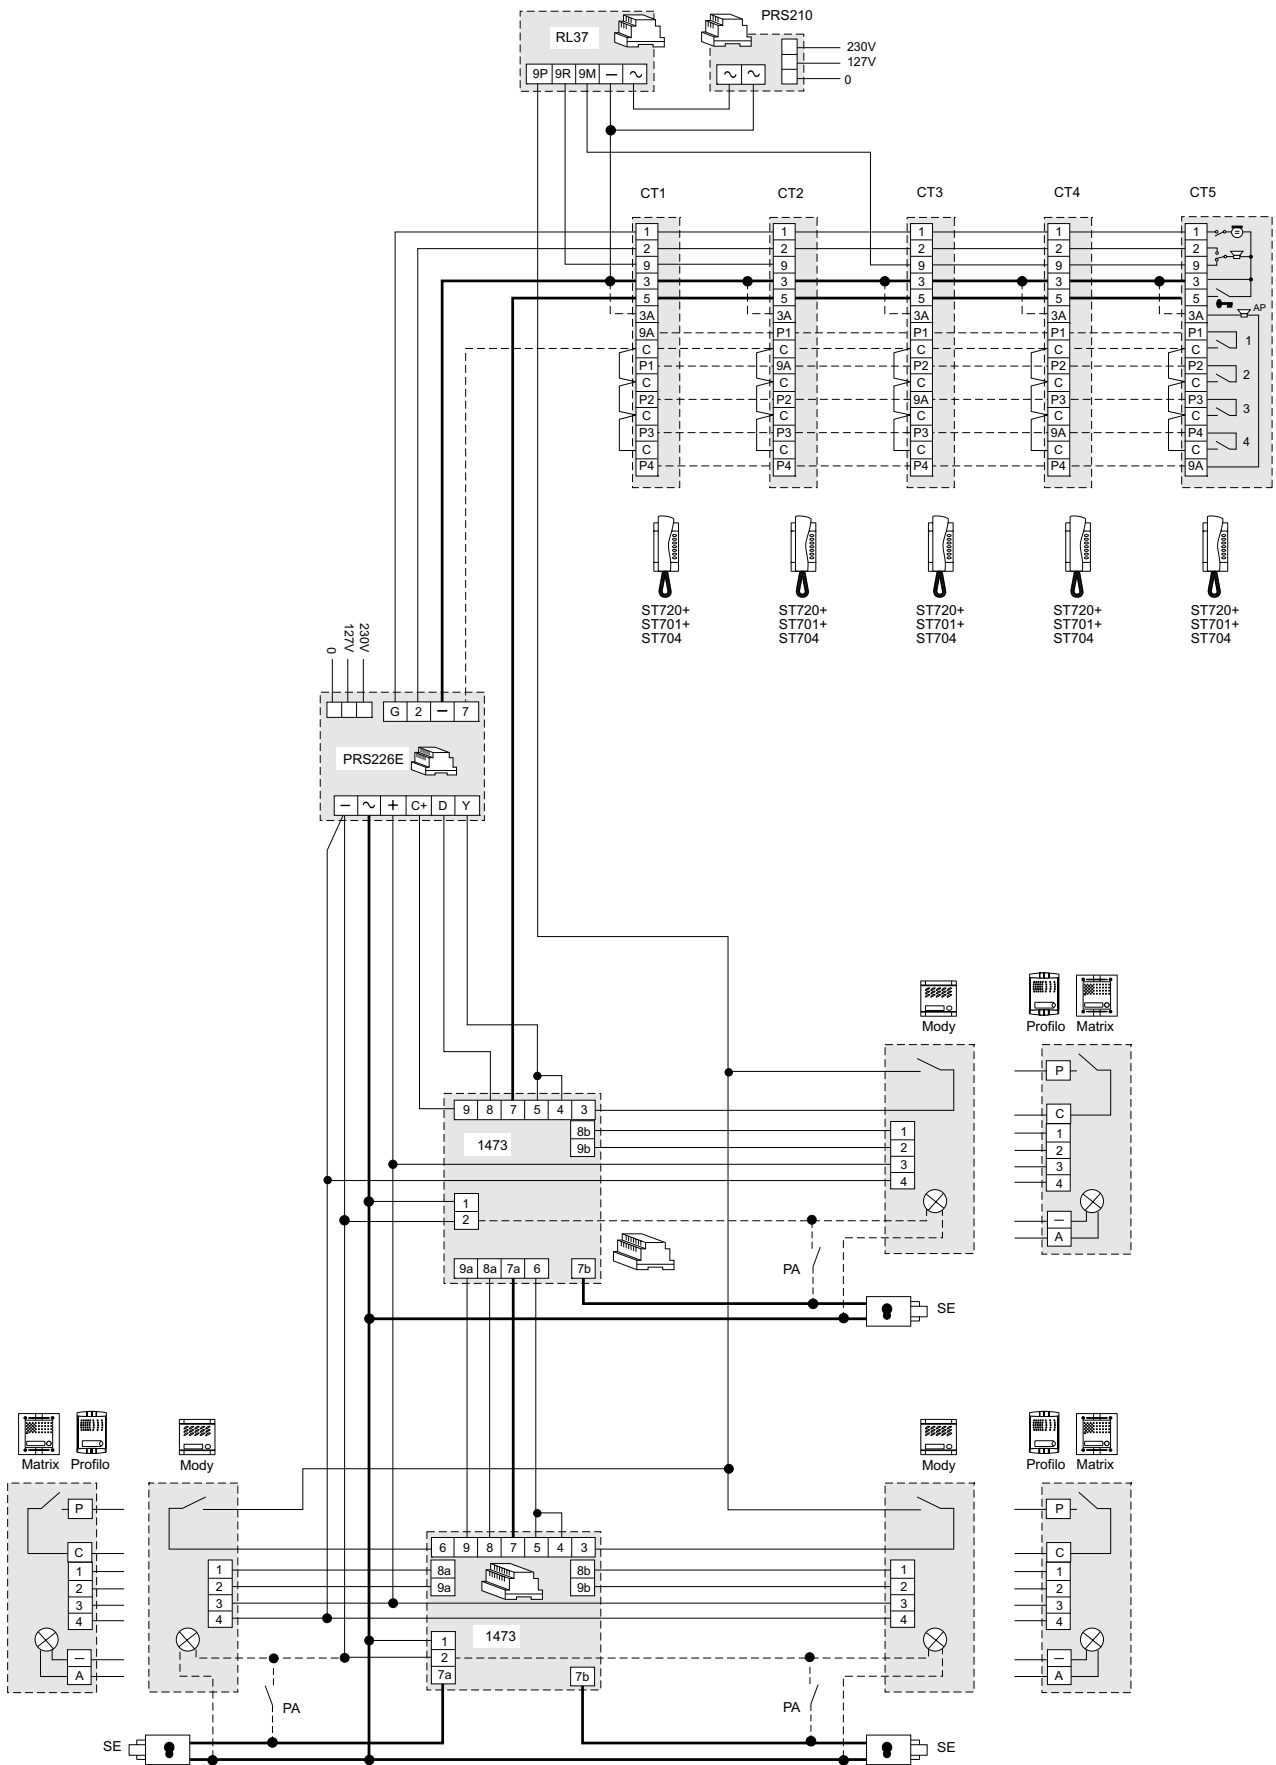 PRS210
RL37
230V
127V
0
9P 9R 9M — ~
~ ~
CT1 CT2 CT3 CT4 CT5
1 1 1 1 1
2 2 2 2 2
9 9 9 9 9
3 3 3 3 3
5 5 5 5 5
3A 3A 3A 3A 3A AP
9A P1 P1 P1 P1 1
C C C C C
P1 9A P2 P2 P2 2
C C C C C
P2 P2 9A P3 P3 3
C C C C C
P3 P3 P3 9A P4 4
C C C C C
P4 P4 P4 P4 9A
ST720+ ST720+ ST720+ ST720+ ST720+
ST701+ ST701+ ST701+ ST701+ ST701+
ST704 ST704 ST704 ST704 ST704
0 127V 230V
G 2 — 7
PRS226E
— ~ + C+ D Y
Mody Profilo Matrix
P
9 8 7 5 4 3
C
8b 1 1
1473
9b 2 2
3 3
4 4
1
2
—
A
9a 8a 7a 6 7b
PA
SE
Matrix Profilo Mody Mody Profilo Matrix
P P
6 9 8 7 5 4 3
C C
1 1 8a 8b 1 1
2 2 9a 9b 2 2
3 3 3 3
4 4 4 4
1 1473
2
— —
A 7a 7b A
PA PA
SE SE